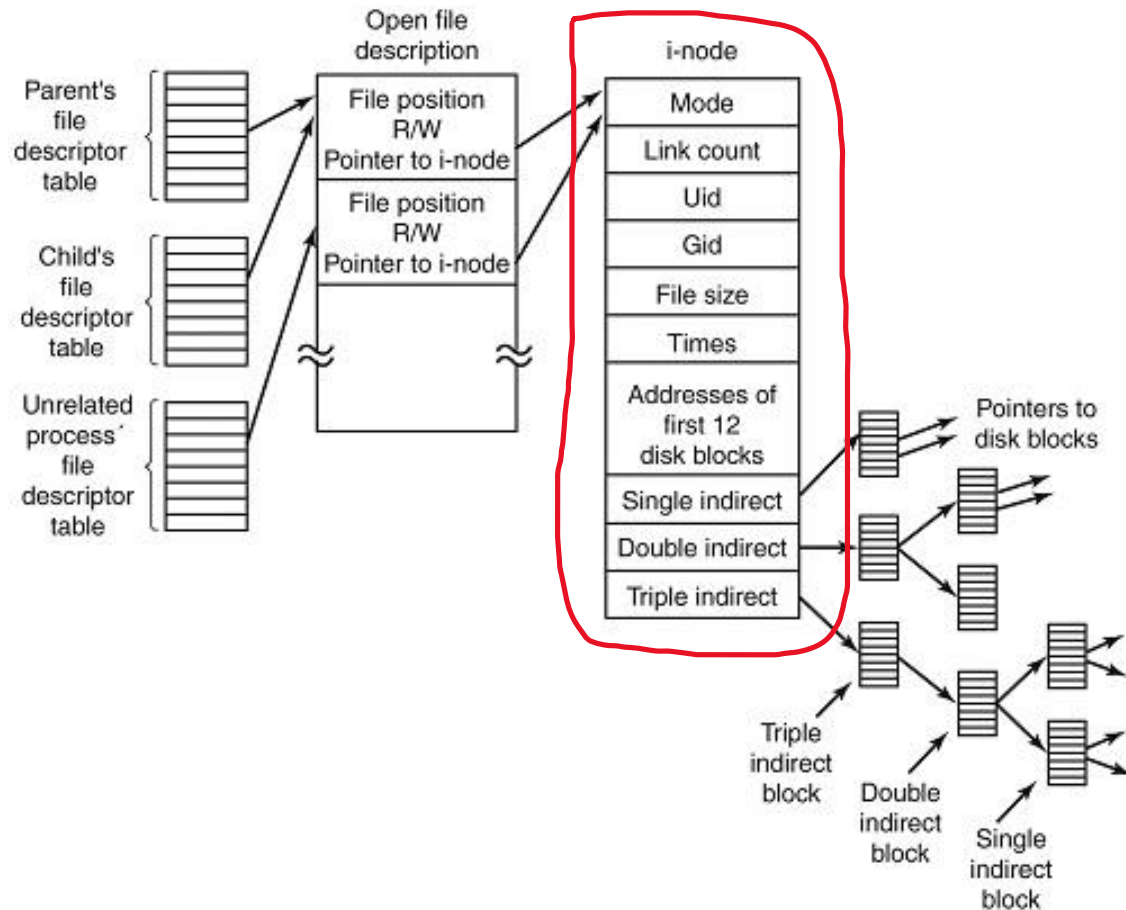 Open file
description
i-node
Parent's
file
descriptor
table
File position
R/W
Pointer to i-node
File position
R/W
Pointer to i-node
Child's
file
descriptor
table
Unrelated
process´
file
descriptor
table
Mode
Link count
Uid
Gid
File size
Times
Addresses of
first 12
disk blocks
Single indirect
Double indirect
Triple indirect
Pointers to
disk blocks
Triple
indirect
block
Double
indirect
block
Single
indirect
block